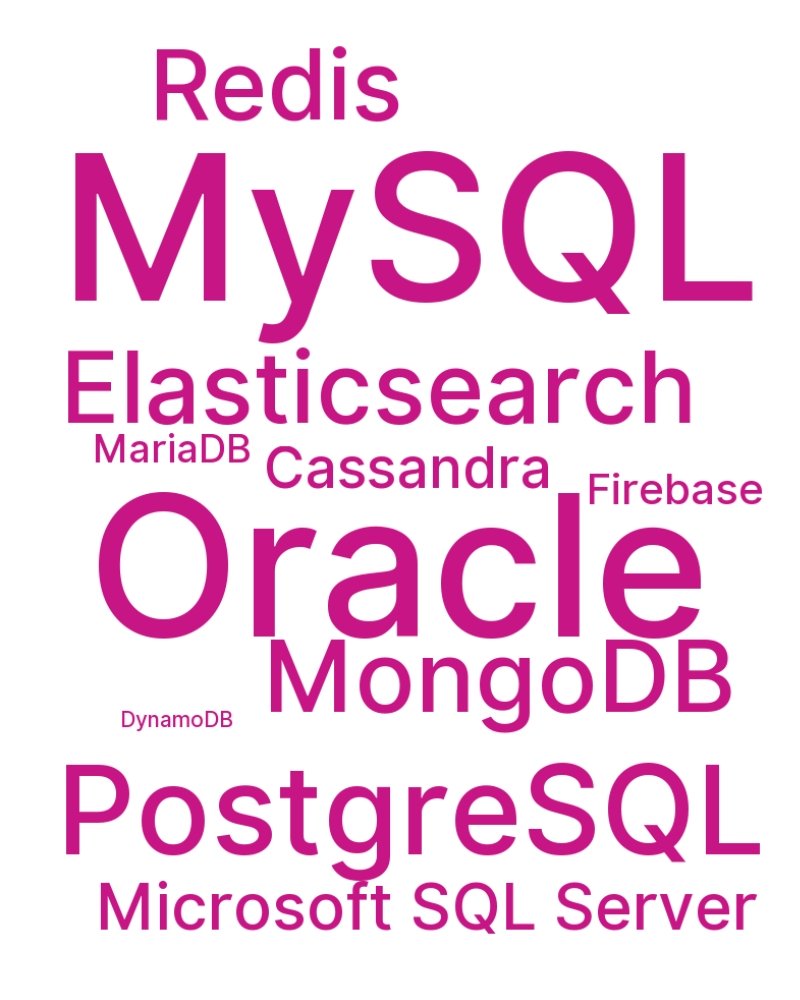 Redis
MySQL
Elasticsearch
MariaDB
Cassandra
Firebase
Oracle
MongoDB
DynamoDB
PostgreSQL
Microsoft SQL Server